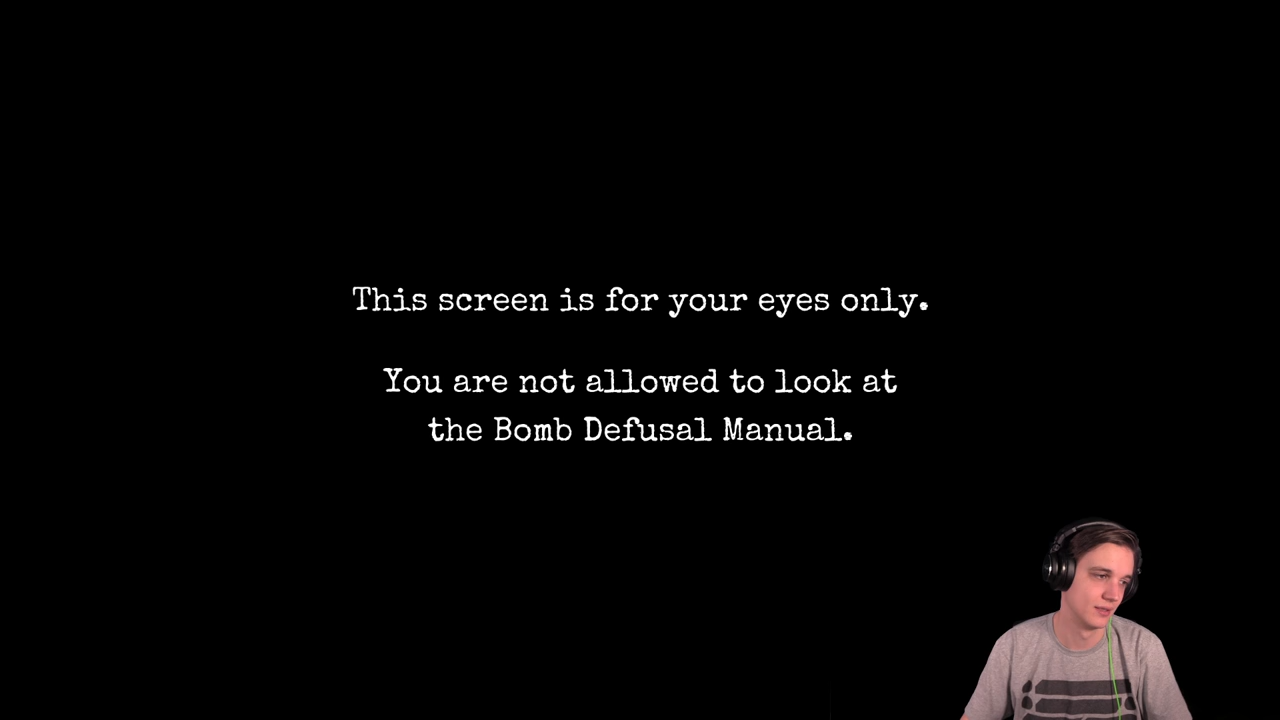 This screen is for your eyes only.
You are not allowed to look at
the Bomb Defusal Manual.